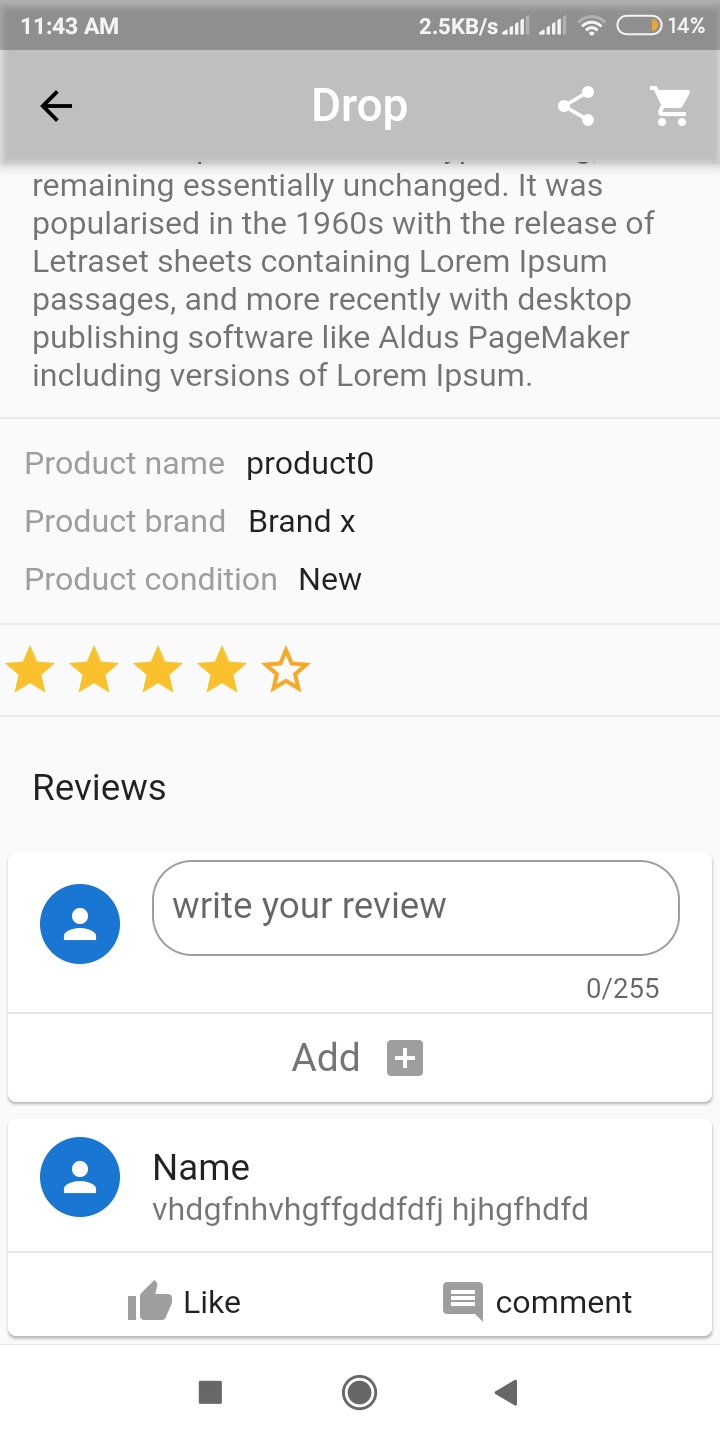 11:43 AM 2.5KB/s 14%
Drop
remaining essentially unchanged. It was
popularised in the 1960s with the release of
Letraset sheets containing Lorem Ipsum
passages, and more recently with desktop
publishing software like Aldus PageMaker
including versions of Lorem Ipsum.
Product name product0
Product brand Brand x
Product condition New
Reviews
write your review
0/255
Add
Name
vhdgfnhvhgffgddfdfj hjhgfhdfd
Like comment